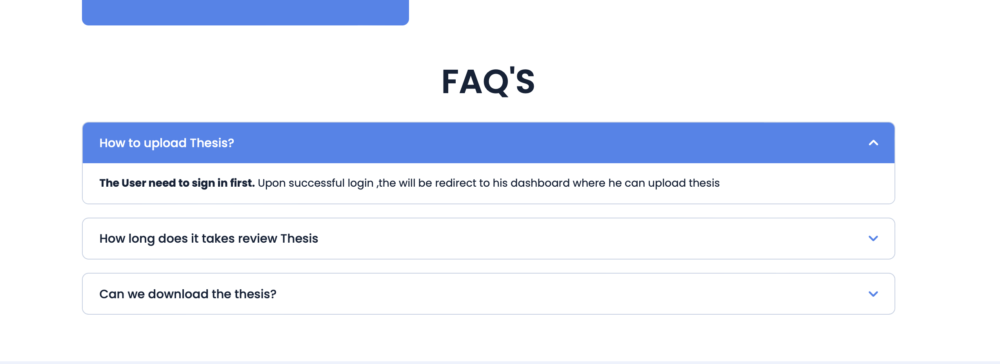 FAQ'S
How to upload Thesis?
The User need to sign in first. Upon successful login ,the will be redirect to his dashboard where he can upload thesis
How long does it takes review Thesis
Can we download the thesis?